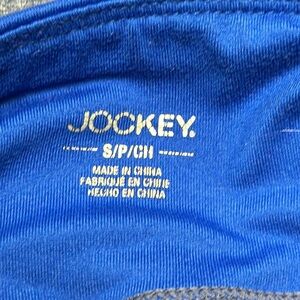 JOCKEY.
S/P/CH
MADE IN CHINA
FABRIQUÉ EN CHINE
HECHO EN CHINA